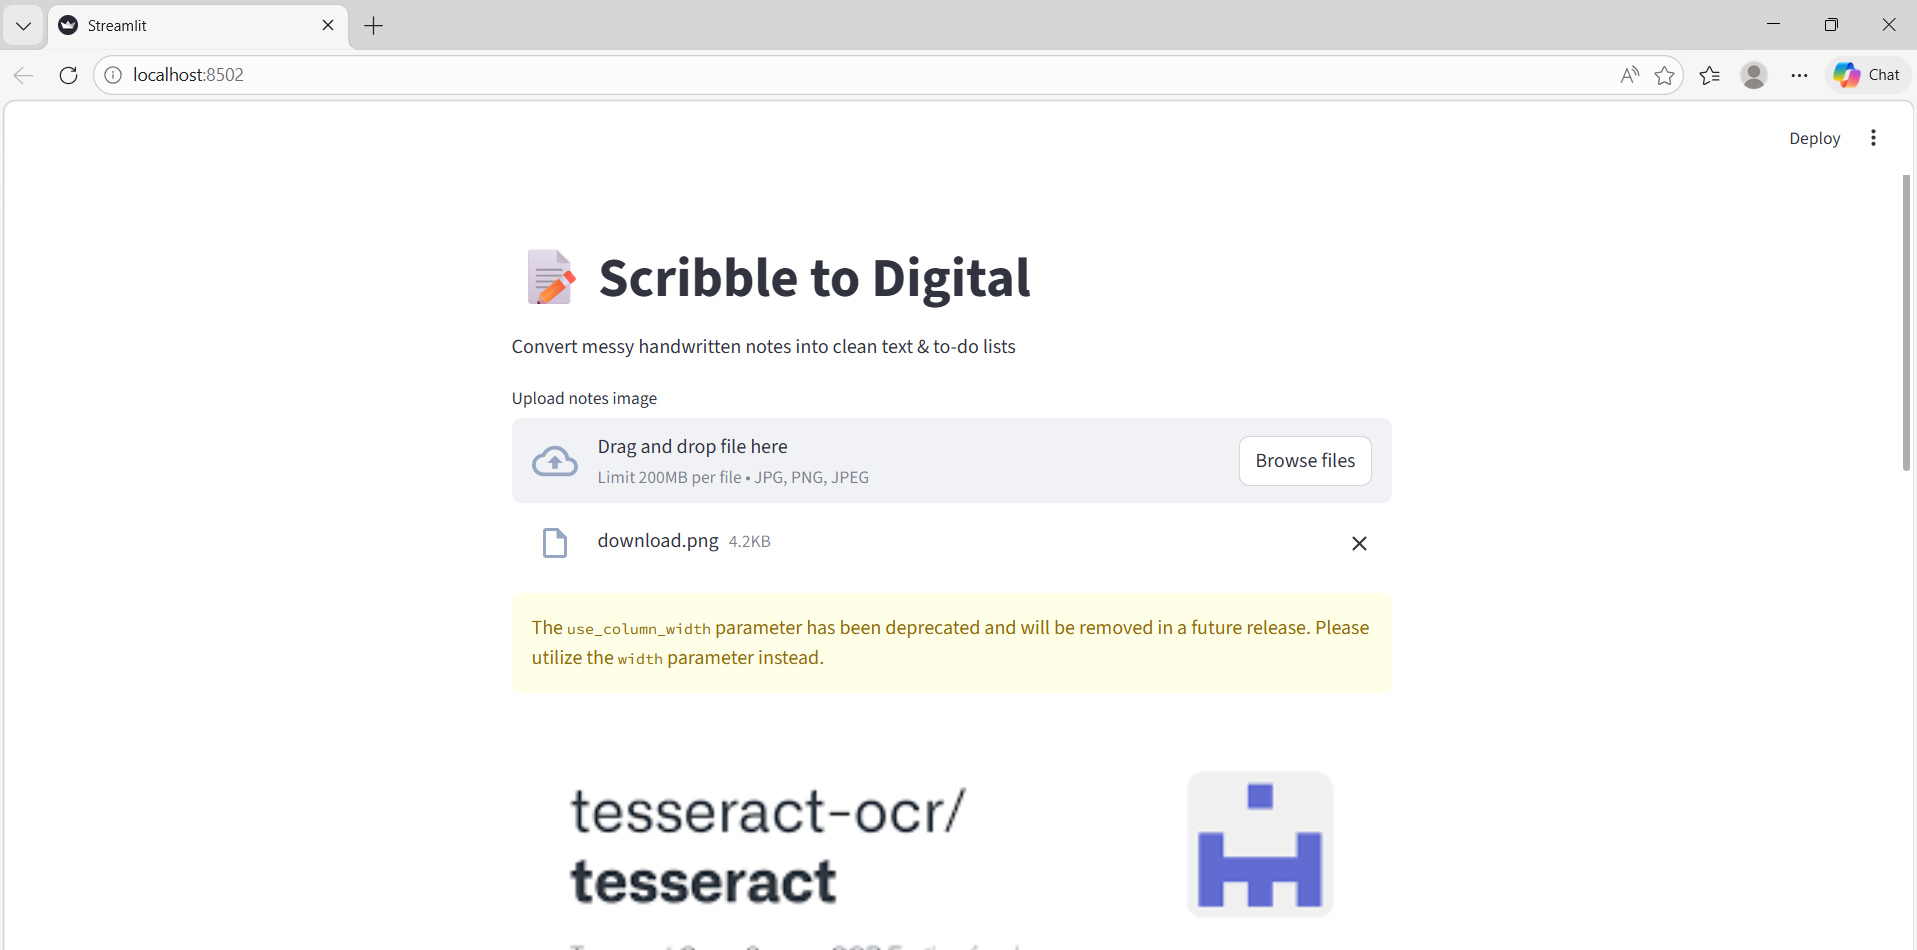 Streamlit
localhost:8502
Chat
Deploy
Scribble to Digital
Convert messy handwritten notes into clean text & to-do lists
Upload notes image
Drag and drop file here
Limit 200MB per file • JPG, PNG, JPEG
Browse files
download.png 4.2KB
The use_column_width parameter has been deprecated and will be removed in a future release. Please
utilize the width parameter instead.
tesseract-ocr/
tesseract